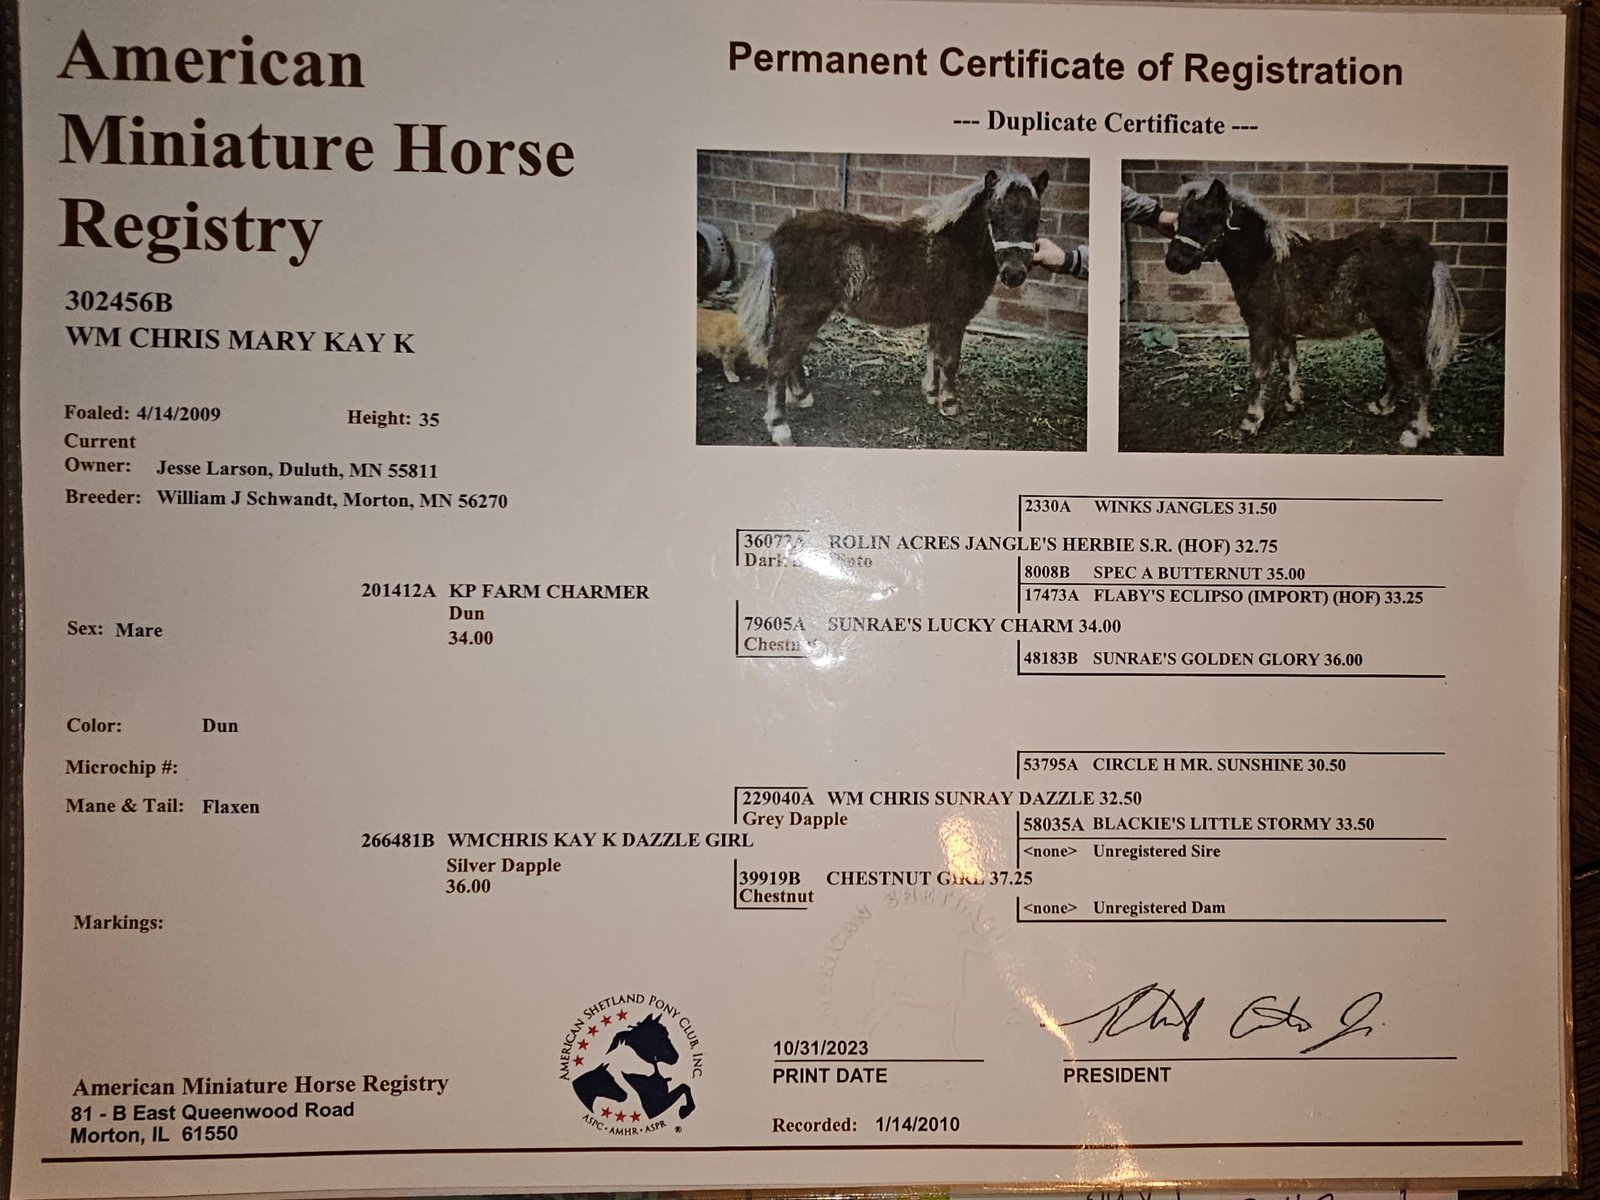 American
Miniature Horse
Registry
Permanent Certificate of Registration
--- Duplicate Certificate ---
302456B
WM CHRIS MARY KAY K
Foaled: 4/14/2009 Height: 35
Current
Owner: Jesse Larson, Duluth, MN 55811
Breeder: William J Schwandt, Morton, MN 56270
2330A WINKS JANGLES 31.50
ROLIN ACRES JANGLE'S HERBIE S.R. (HOF) 32.75
Dark
8008B SPEC A BUTTERNUT 35.00
201412A KP FARM CHARMER
Dun
34.00
17473A FLABY'S ECLIPSO (IMPORT) (HOF) 33.25
79605A SUNRAE'S LUCKY CHARM 34.00
Chestnut
48183B SUNRAE'S GOLDEN GLORY 36.00
Sex: Mare
Color: Dun
Microchip #:
Mane & Tail: Flaxen
53795A CIRCLE H MR. SUNSHINE 30.50
229040A WM CHRIS SUNRAY DAZZLE 32.50
Grey Dapple
58035A BLACKIE'S LITTLE STORMY 33.50
266481B WMCHRIS KAY K DAZZLE GIRL
Silver Dapple
36.00
<none> Unregistered Sire
39919B CHESTNUT GIRL 37.25
Chestnut
<none> Unregistered Dam
Markings:
AMERICAN SHETLAND PONY CLUB, INC
ASPC • AMHR • ASPR ®
10/31/2023
PRINT DATE
PRESIDENT
Recorded: 1/14/2010
American Miniature Horse Registry
81 - B East Queenwood Road
Morton, IL 61550